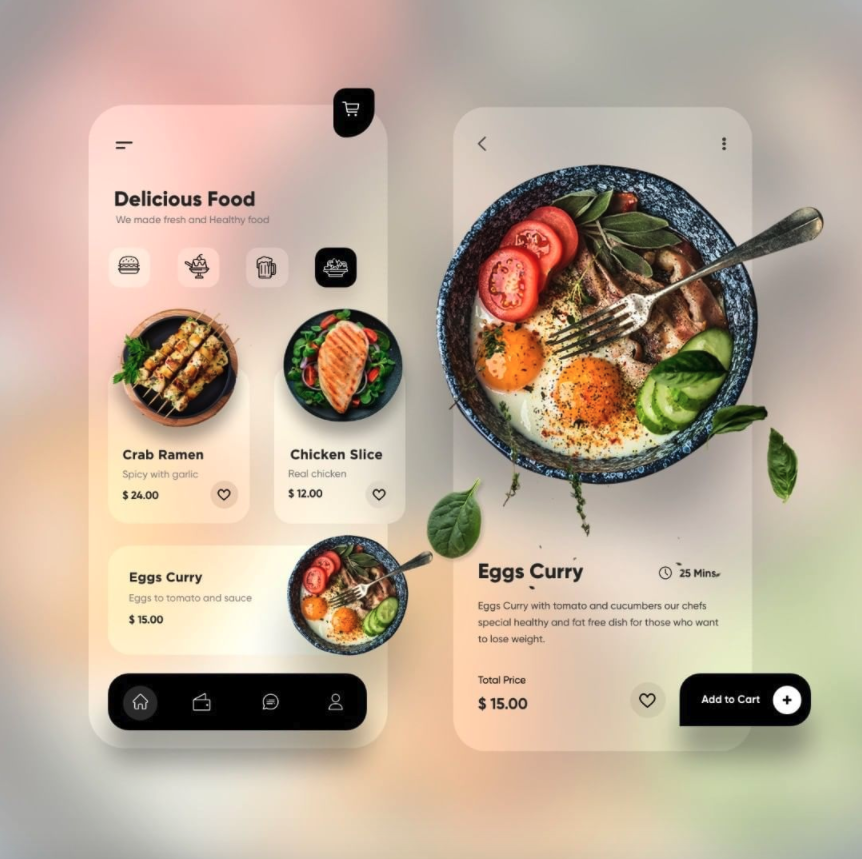 Delicious Food
We made fresh and Healthy food
Crab Ramen
Spicy with garlic
$ 24.00
Chicken Slice
Real chicken
$ 12.00
Eggs Curry
Eggs to tomato and sauce
$ 15.00
Eggs Curry
25 Mins.
Eggs Curry with tomato and cucumbers our chefs
special healthy and fat free dish for those who want
to lose weight.
Total Price
$ 15.00
Add to Cart